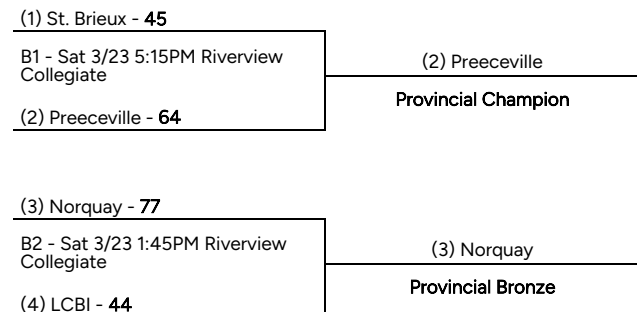 (1) St. Brieux - 45
B1 - Sat 3/23 5:15PM Riverview
Collegiate
(2) Preeceville
Provincial Champion
(2) Preeceville - 64
(3) Norquay - 77
B2 - Sat 3/23 1:45PM Riverview
Collegiate
(3) Norquay
Provincial Bronze
(4) LCBI - 44